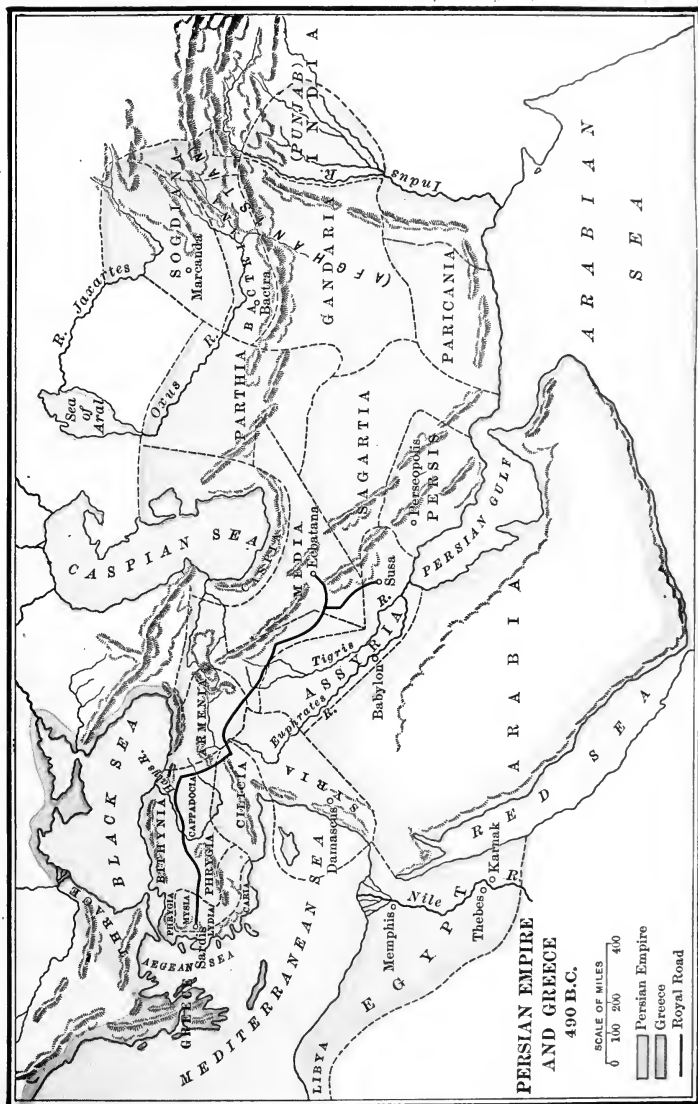 PERSIAN EMPIRE
AND GREECE
490 B.C.
SCALE OF MILES
0 100 200 400
Persian Empire
Greece
Royal Road
BLACK SEA
CASPIAN SEA
Sea
of
Aral
R. Jaxartes
Oxus R.
SOGDIANA
Marcanda
BACTRIA
Bactra
(AFGHANISTAN)
GANDARIA
(PUNJAB)
INDIA
R. Indus
PARICANIA
PARTHIA
SAGARTIA
MEDIA
Ecbatana
CASPIA
Perseopolis
PERSIS
Susa
PERSIAN GULF
ARABIAN
SEA
THRACE
GREECE
AEGEAN SEA
BITHYNIA
PHRYGIA
MYSIA
LYDIA
Sardis
CARIA
PHRYGIA
CAPPADOCIA
Halys R.
CILICIA
ARMENIA
Tigris R.
ASSYRIA
Euphrates R.
Babylon
SYRIA
Damascus
MEDITERRANEAN SEA
LIBYA
EGYPT
Memphis
Nile R.
Thebes
Karnak
RED SEA
ARABIA